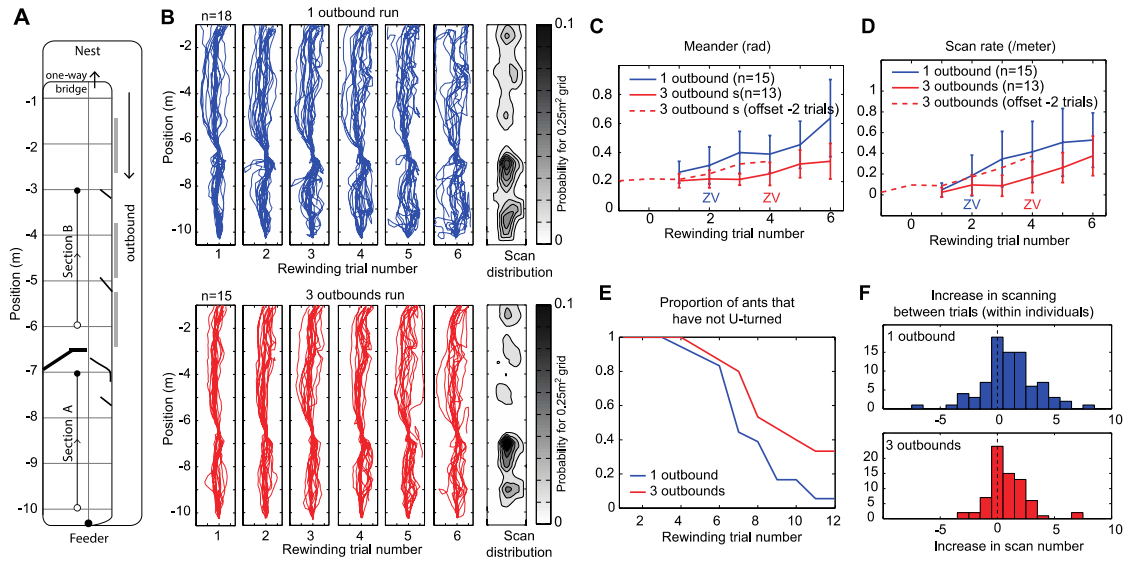 A
Nest
one-way
bridge
outbound
Section B
Section A
Feeder
Position (m)
-1
-2
-3
-4
-5
-6
-7
-8
-9
-10
B
n=18
1 outbound run
Position (m)
-2
-4
-6
-8
-10
1
2
3
4
5
6
Rewinding trial number
Scan
distribution
0.1
Probability for 0.25m² grid
0
n=15
3 outbounds run
Position (m)
-2
-4
-6
-8
-10
1
2
3
4
5
6
Rewinding trial number
Scan
distribution
0.1
Probability for 0.25m² grid
0
C
Meander (rad)
1 outbound (n=15)
3 outbound s(n=13)
3 outbound s (offset -2 trials)
1
0.8
0.6
0.4
0.2
0
ZV
ZV
0
2
4
6
Rewinding trial number
D
Scan rate (/meter)
1 outbound (n=15)
3 outbounds (n=13)
3 outbounds (offset -2 trials)
1
0.8
0.6
0.4
0.2
0
ZV
ZV
0
2
4
6
Rewinding trial number
E
Proportion of ants that
have not U-turned
1
0.8
0.6
0.4
0.2
0
1 outbound
3 outbounds
2
4
6
8
10
12
Rewinding trial number
F
Increase in scanning
between trials (within individuals)
1 outbound
15
10
5
0
-5
0
5
10
3 outbounds
20
15
10
5
0
-5
0
5
10
Increase in scan number